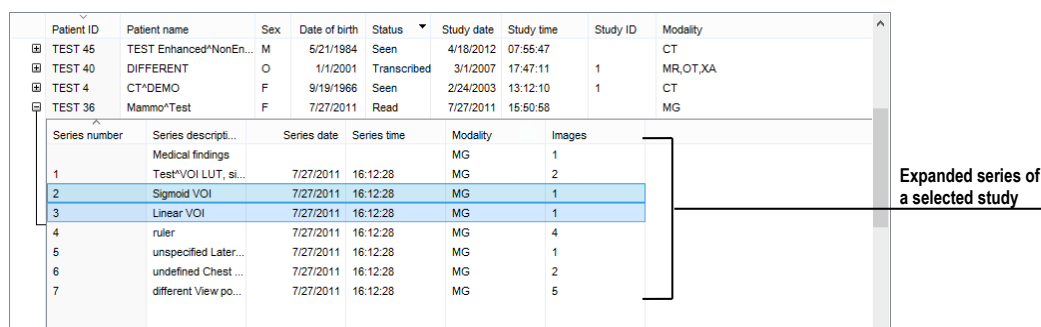 Patient ID Patient name Sex Date of birth Status Study date Study time Study ID Modality
TEST 45 TEST Enhanced^NonEn... M 5/21/1984 Seen 4/18/2012 07:55:47 CT
TEST 40 DIFFERENT O 1/1/2001 Transcribed 3/1/2007 17:47:11 1 MR,OT,XA
TEST 4 CT^DEMO F 9/19/1966 Seen 2/24/2003 13:12:10 1 CT
TEST 36 Mammo^Test F 7/27/2011 Read 7/27/2011 15:50:58 MG
Series number Series descripti... Series date Series time Modality Images
Medical findings MG 1
1 Test^VOI LUT, si... 7/27/2011 16:12:28 MG 2
2 Sigmoid VOI 7/27/2011 16:12:28 MG 1
3 Linear VOI 7/27/2011 16:12:28 MG 1
4 ruler 7/27/2011 16:12:28 MG 4
5 unspecified Later... 7/27/2011 16:12:28 MG 1
6 undefined Chest ... 7/27/2011 16:12:28 MG 2
7 different View po... 7/27/2011 16:12:28 MG 5
Expanded series of
a selected study